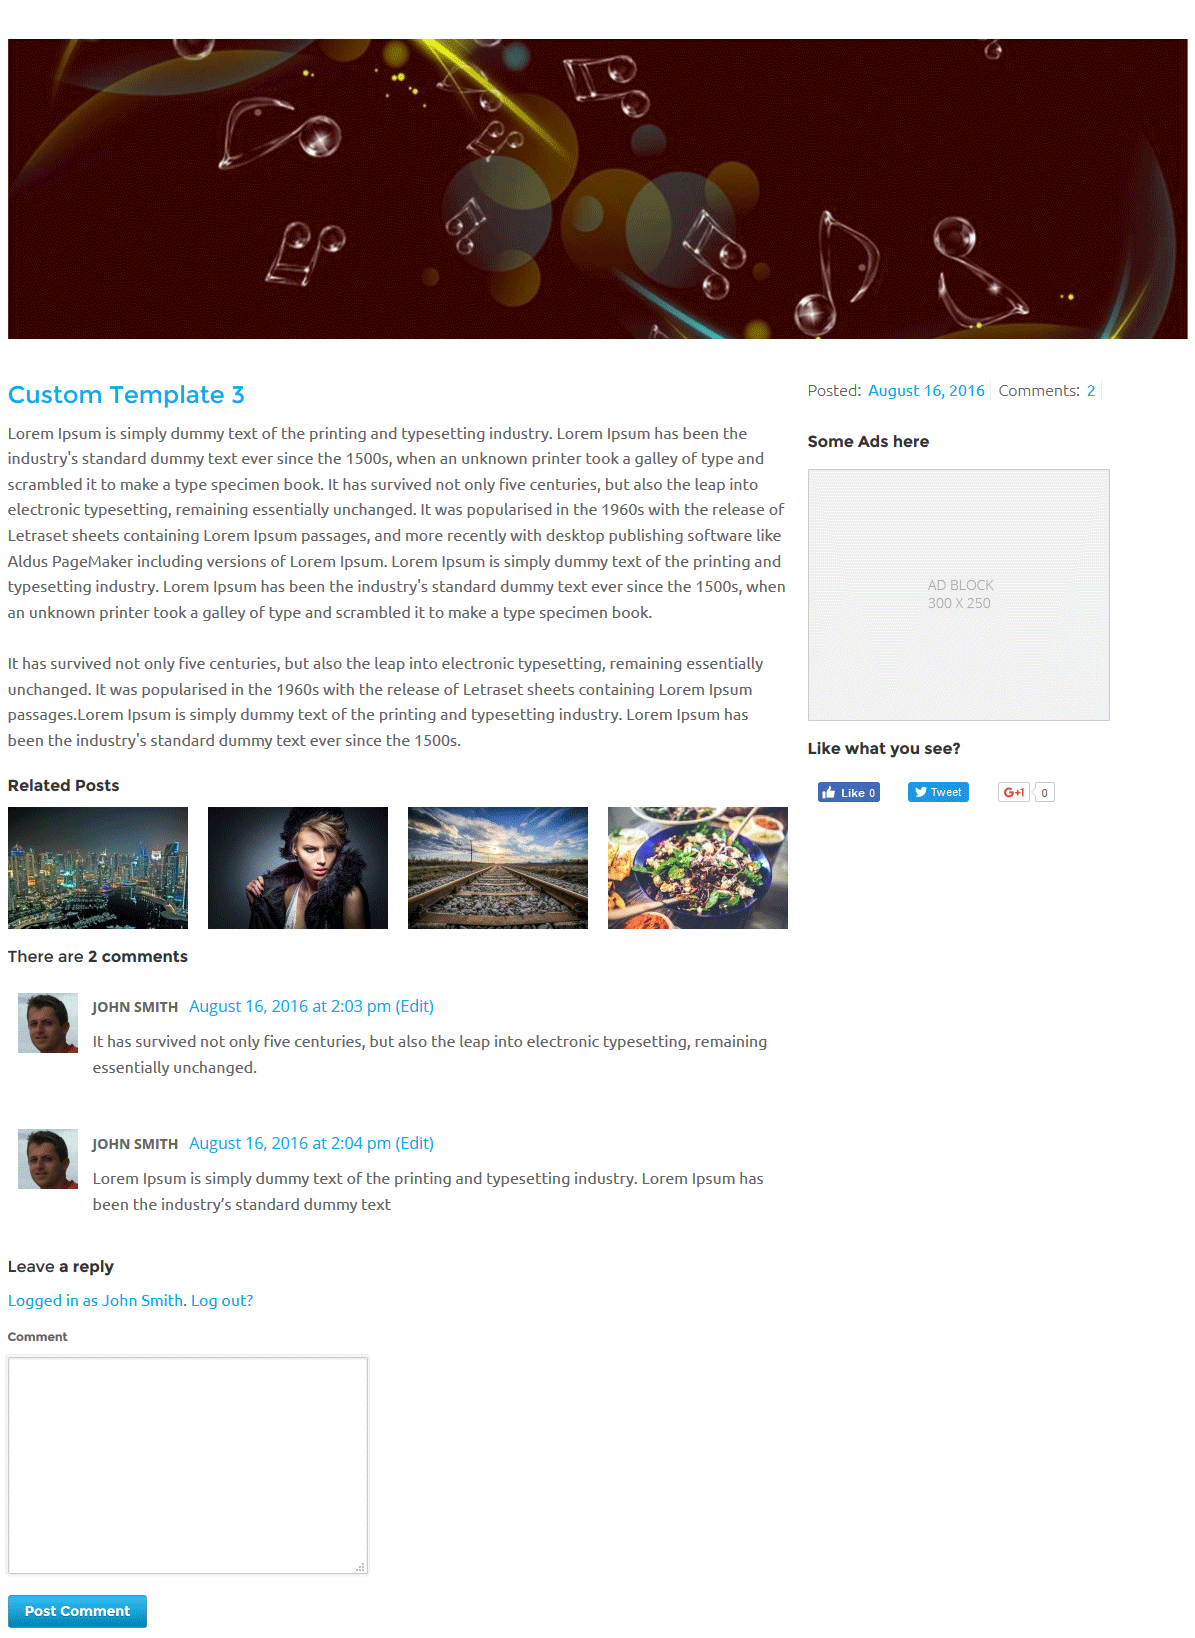 Custom Template 3
Lorem Ipsum is simply dummy text of the printing and typesetting industry. Lorem Ipsum has been the
industry's standard dummy text ever since the 1500s, when an unknown printer took a galley of type and
scrambled it to make a type specimen book. It has survived not only five centuries, but also the leap into
electronic typesetting, remaining essentially unchanged. It was popularised in the 1960s with the release of
Letraset sheets containing Lorem Ipsum passages, and more recently with desktop publishing software like
Aldus PageMaker including versions of Lorem Ipsum. Lorem Ipsum is simply dummy text of the printing and
typesetting industry. Lorem Ipsum has been the industry's standard dummy text ever since the 1500s, when
an unknown printer took a galley of type and scrambled it to make a type specimen book.
It has survived not only five centuries, but also the leap into electronic typesetting, remaining essentially
unchanged. It was popularised in the 1960s with the release of Letraset sheets containing Lorem Ipsum
passages.Lorem Ipsum is simply dummy text of the printing and typesetting industry. Lorem Ipsum has
been the industry's standard dummy text ever since the 1500s.
Related Posts
There are 2 comments
JOHN SMITH August 16, 2016 at 2:03 pm (Edit)
It has survived not only five centuries, but also the leap into electronic typesetting, remaining
essentially unchanged.
JOHN SMITH August 16, 2016 at 2:04 pm (Edit)
Lorem Ipsum is simply dummy text of the printing and typesetting industry. Lorem Ipsum has
been the industry’s standard dummy text
Leave a reply
Logged in as John Smith. Log out?
Comment
Post Comment
Posted: August 16, 2016 Comments: 2
Some Ads here
AD BLOCK
300 X 250
Like what you see?
Like 0 Tweet G+1 0